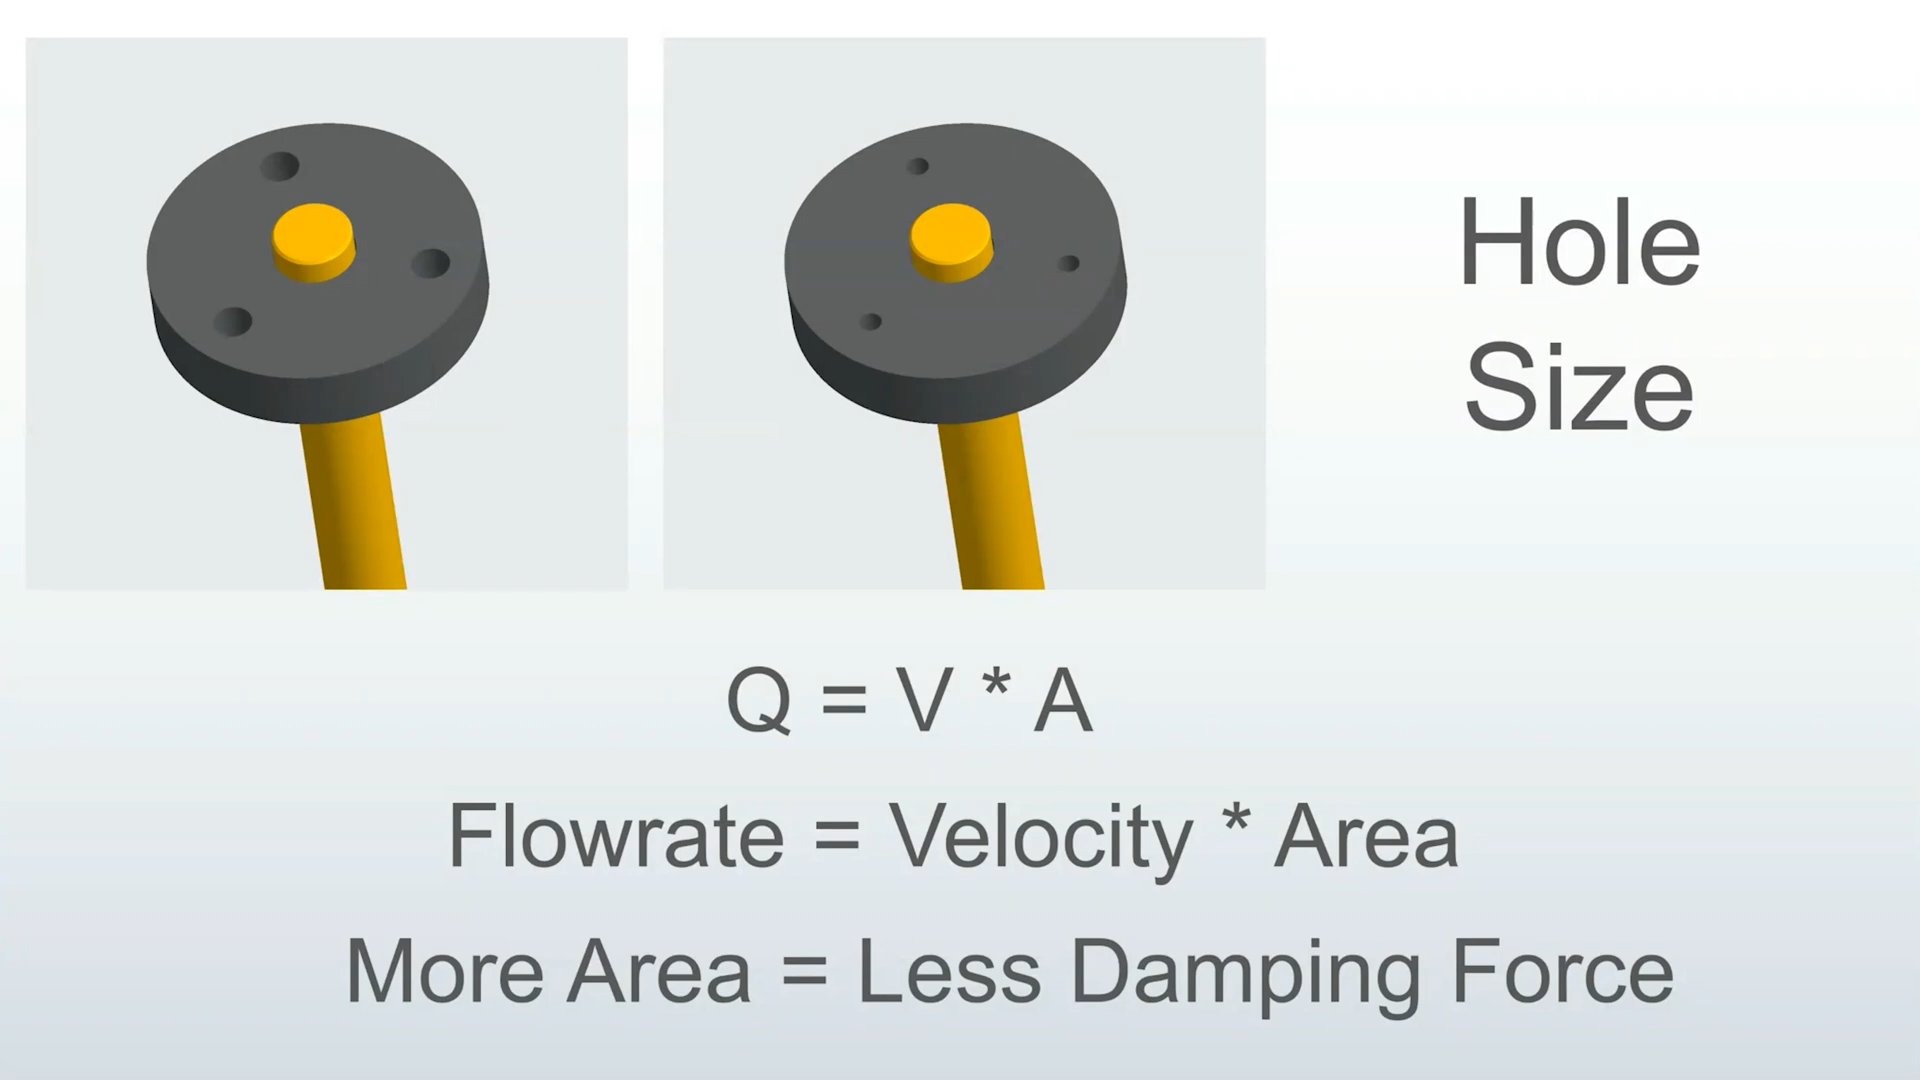 Hole
Size
Q = V * A
Flowrate = Velocity * Area
More Area = Less Damping Force